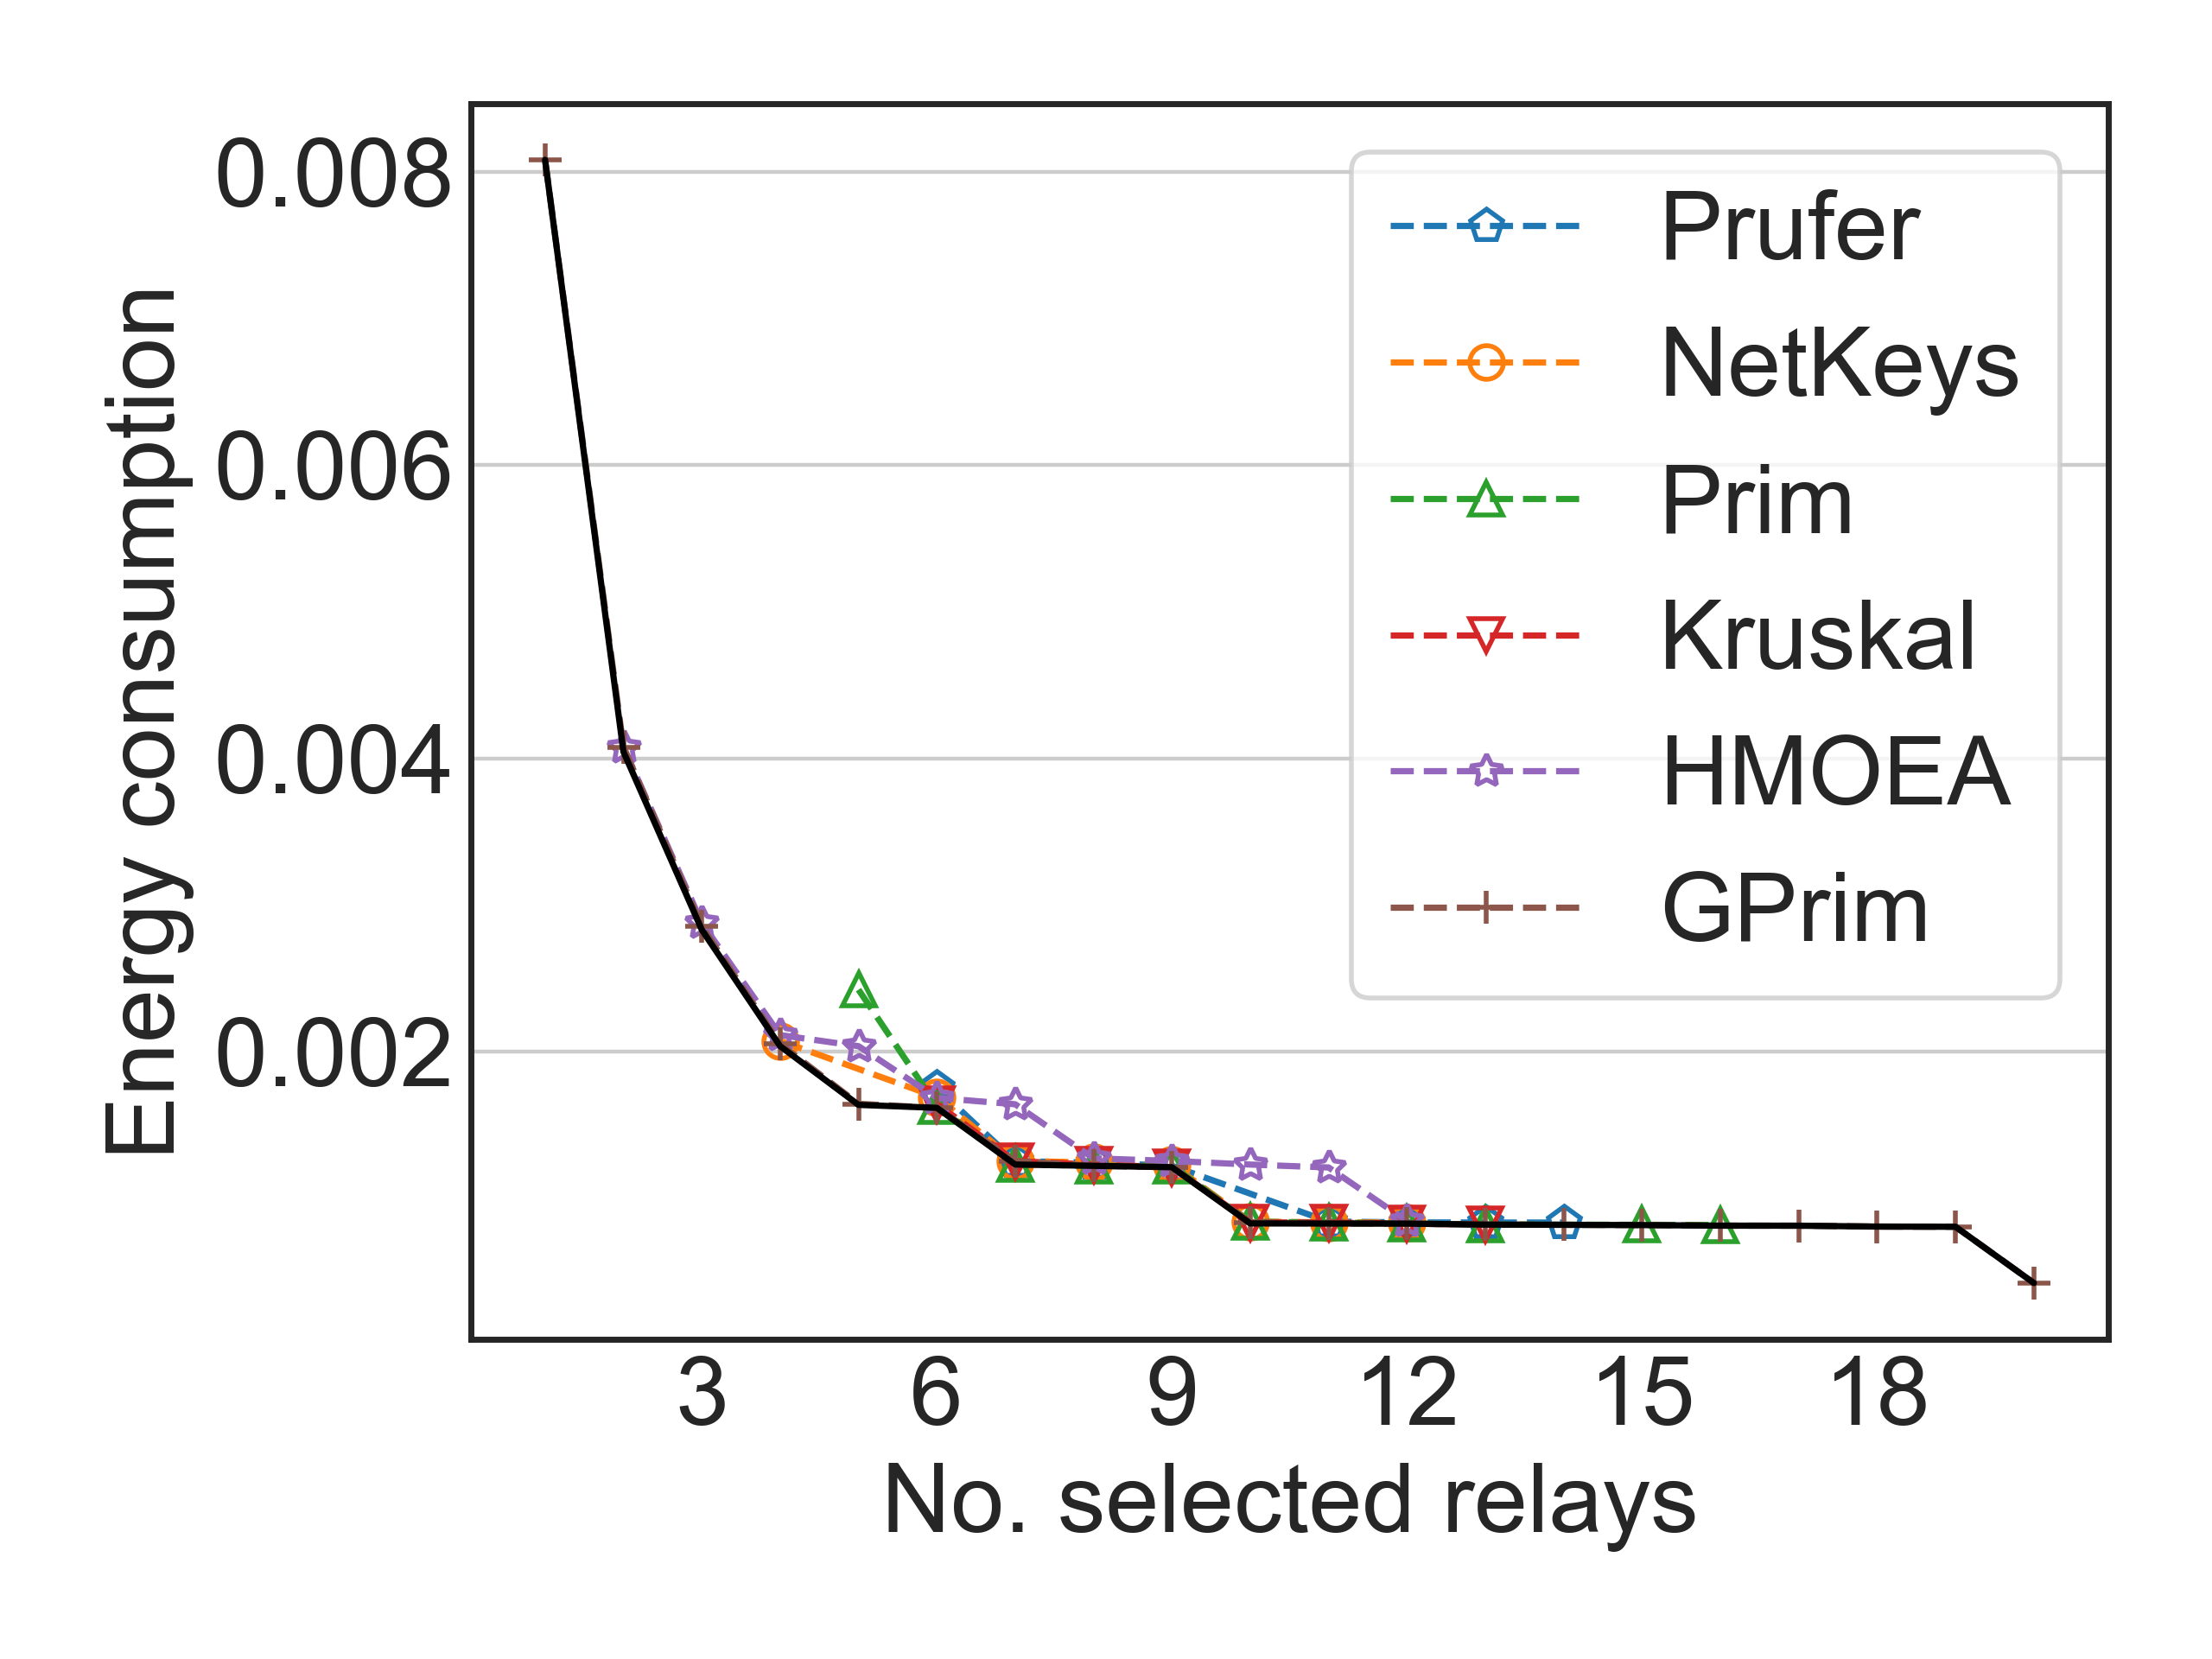 0.008
0.006
0.004
0.002
Energy consumption
3 6 9 12 15 18
No. selected relays
Prufer
NetKeys
Prim
Kruskal
HMOEA
GPrim